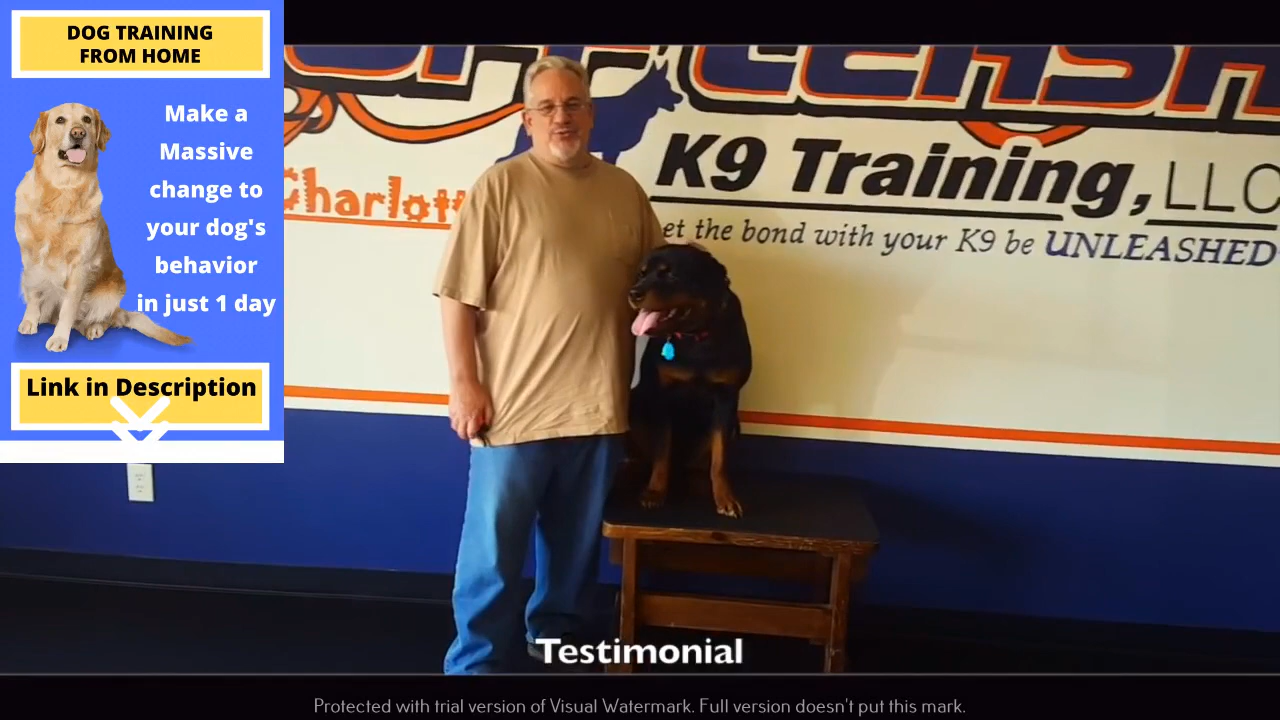 DOG TRAINING
FROM HOME
Make a
Massive
change to
your dog's
behavior
in just 1 day
Link in Description
K9 Training, LLC
et the bond with your K9 be UNLEASHED
Testimonial
Protected with trial version of Visual Watermark. Full version doesn't put this mark.